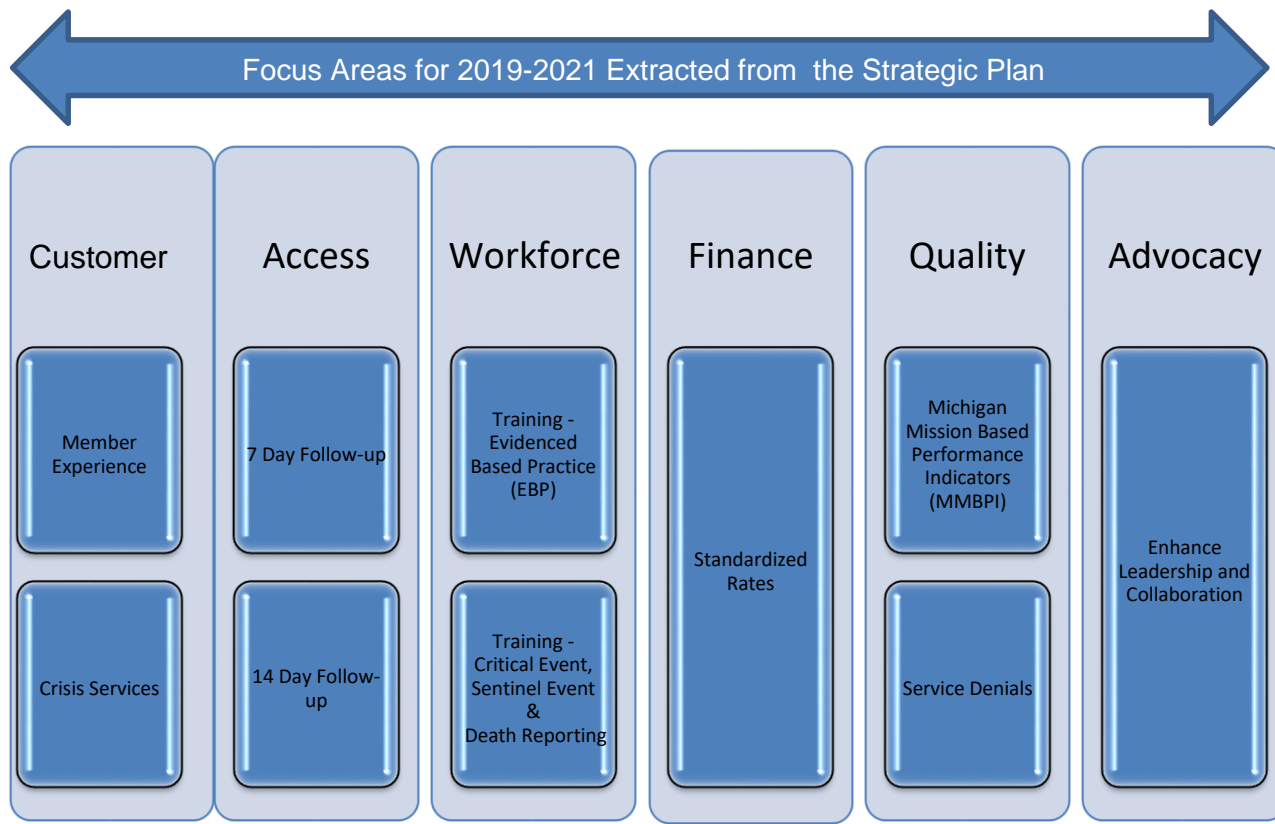 Focus Areas for 2019-2021 Extracted from the Strategic Plan
Customer
Member
Experience
Crisis Services
Access
7 Day Follow-up
14 Day Follow-
up
Workforce
Training -
Evidenced
Based Practice
(EBP)
Training -
Critical Event,
Sentinel Event
&
Death Reporting
Finance
Standardized
Rates
Quality
Michigan
Mission Based
Performance
Indicators
(MMBPI)
Service Denials
Advocacy
Enhance
Leadership and
Collaboration